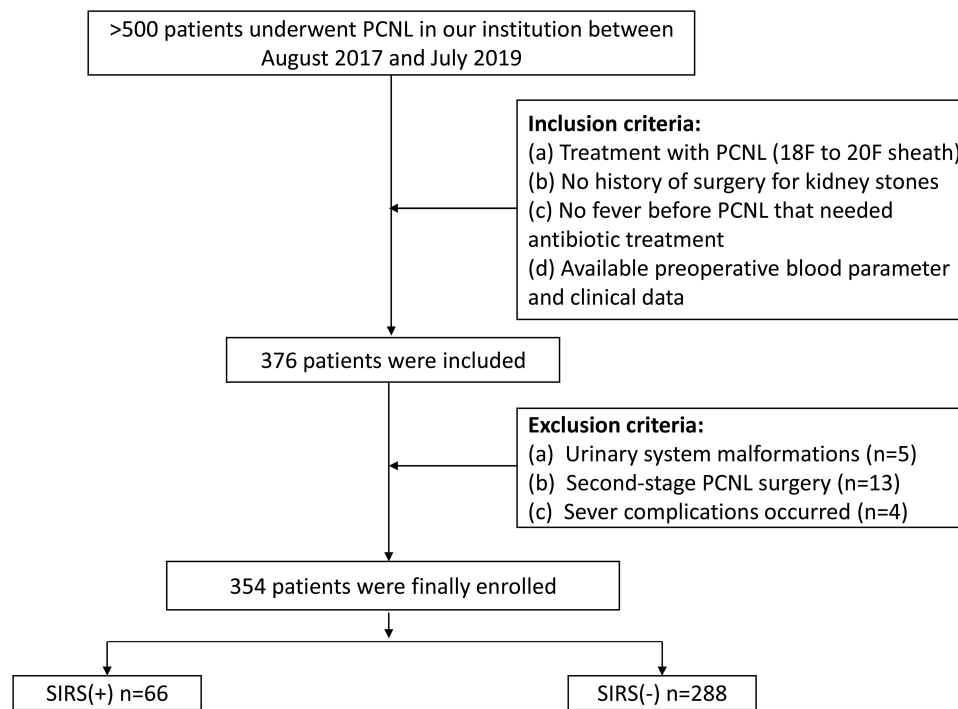 >500 patients underwent PCNL in our institution between
August 2017 and July 2019
Inclusion criteria:
(a) Treatment with PCNL (18F to 20F sheath)
(b) No history of surgery for kidney stones
(c) No fever before PCNL that needed
antibiotic treatment
(d) Available preoperative blood parameter
and clinical data
376 patients were included
Exclusion criteria:
(a) Urinary system malformations (n=5)
(b) Second-stage PCNL surgery (n=13)
(c) Sever complications occurred (n=4)
354 patients were finally enrolled
SIRS(+) n=66
SIRS(-) n=288